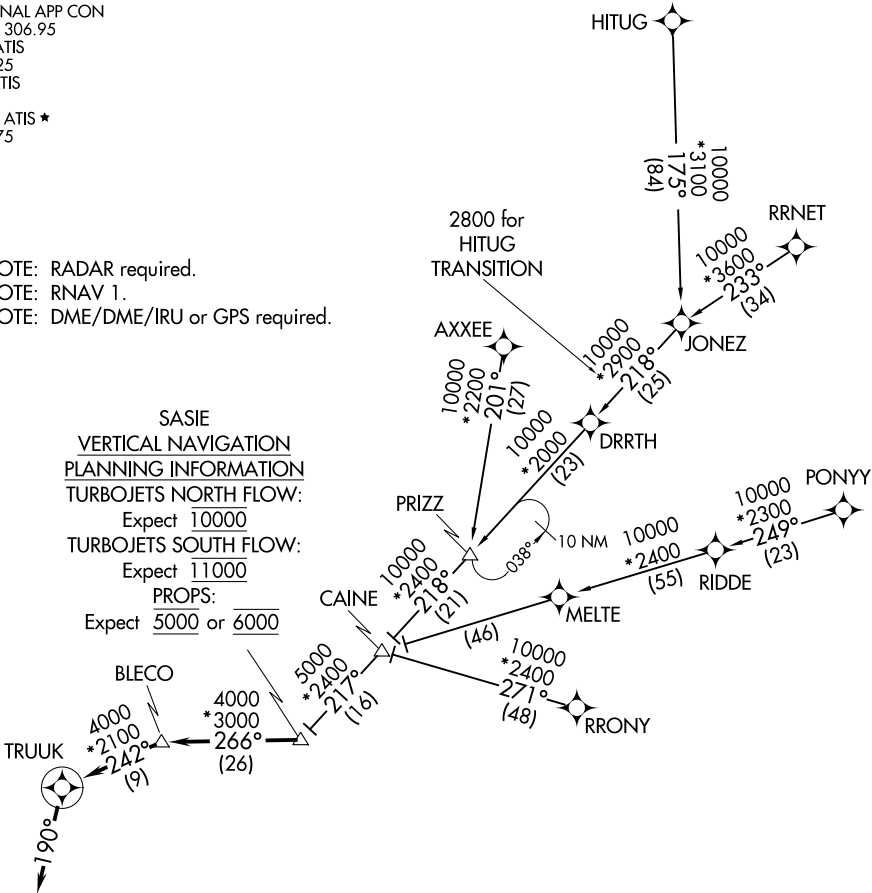 NAL APP CON
306.95
ATIS
25
TIS
ATIS ★
75
OTE: RADAR required.
OTE: RNAV 1.
OTE: DME/DME/IRU or GPS required.
HITUG
10000
*3100
175°
(84)
RRNET
10000
*3600
233°
(34)
JONEZ
2800 for
HITUG
TRANSITION
10000
*2900
218°
(25)
AXXEE
10000
*2200
201°
(27)
DRRTH
10000
*2000
(23)
PRIZZ
038°
10 NM
PONYY
10000
*2300
249°
(23)
RIDDE
10000
*2400
(55)
MELTE
(46)
SASIE
VERTICAL NAVIGATION
PLANNING INFORMATION
TURBOJETS NORTH FLOW:
Expect 10000
TURBOJETS SOUTH FLOW:
Expect 11000
PROPS:
Expect 5000 or 6000
10000
*2400
218°
(21)
CAINE
10000
*2400
271°
(48)
RRONY
5000
*2400
217°
(16)
BLECO
4000
*3000
266°
(26)
4000
*2100
242°
(9)
TRUUK
190°